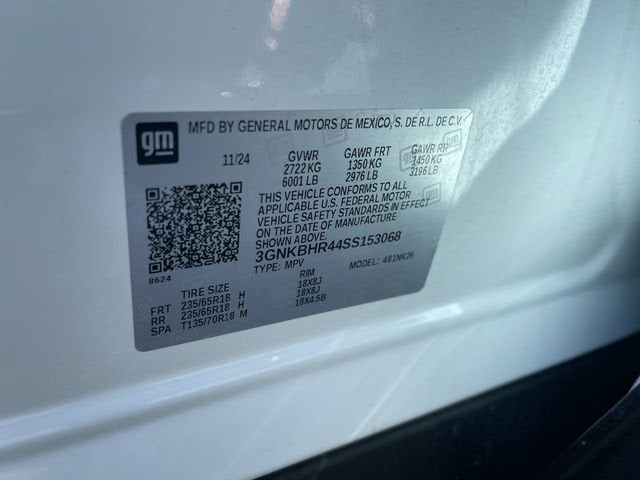 gm
MFD BY GENERAL MOTORS DE MEXICO, S. DE R.L. DE C.V.
11/24 GVWR GAWR FRT GAWR RR
2722 KG 1350 KG 1450 KG
6001 LB 2976 LB 3196 LB
THIS VEHICLE CONFORMS TO ALL
APPLICABLE U.S. FEDERAL MOTOR
VEHICLE SAFETY STANDARDS IN EFFECT
ON THE DATE OF MANUFACTURE
SHOWN ABOVE.
3GNKBHR44SS153068
TYPE: MPV MODEL: 481NK26
8624
TIRE SIZE RIM
FRT 235/65R18 H 18X8J
RR 235/65R18 H 18X8J
SPA T135/70R18 M 18X4.5B